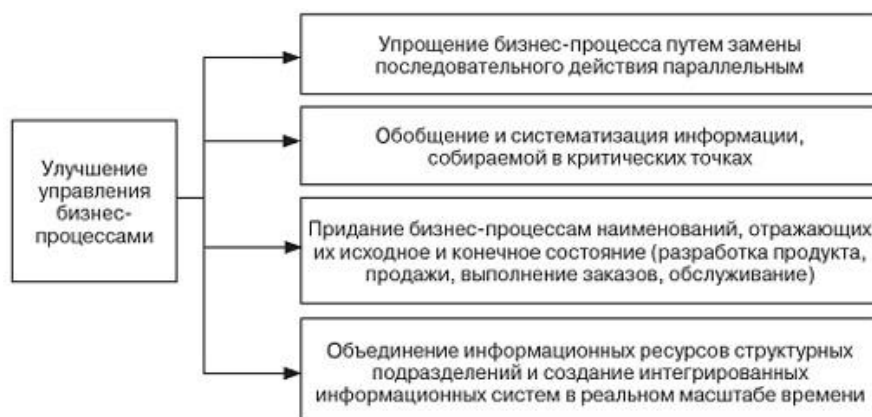 Улучшение
управления
бизнес-
процессами
Упрощение бизнес-процесса путем замены
последовательного действия параллельным
Обобщение и систематизация информации,
собираемой в критических точках
Придание бизнес-процессам наименований, отражающих
их исходное и конечное состояние (разработка продукта,
продажи, выполнение заказов, обслуживание)
Объединение информационных ресурсов структурных
подразделений и создание интегрированных
информационных систем в реальном масштабе времени